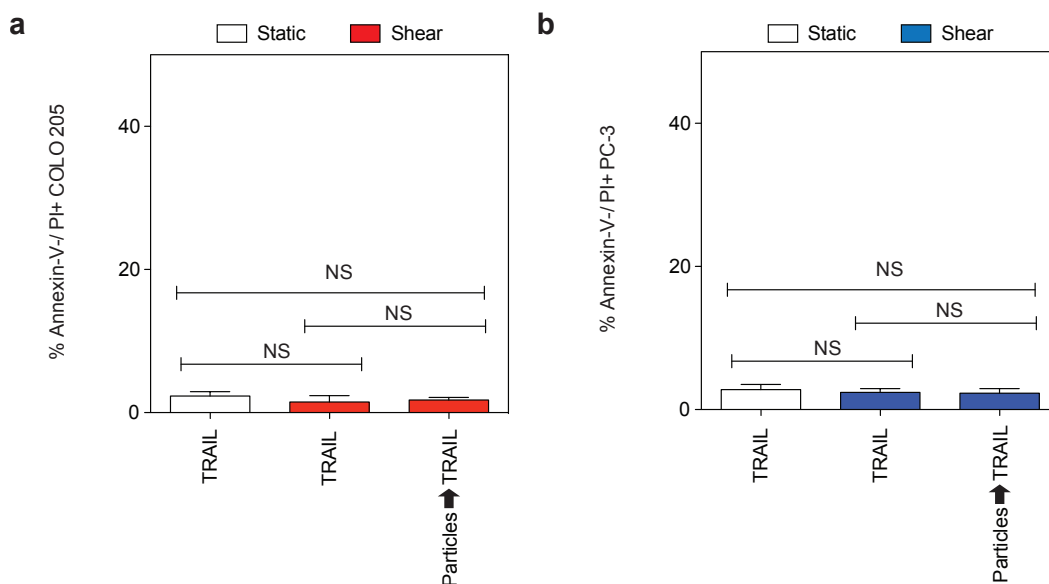 a
Static Shear
% Annexin-V-/ PI+ COLO 205
40
20
0
NS
NS
NS
TRAIL
TRAIL
Particles TRAIL
b
Static Shear
% Annexin-V-/ PI+ PC-3
40
20
0
NS
NS
NS
TRAIL
TRAIL
Particles TRAIL